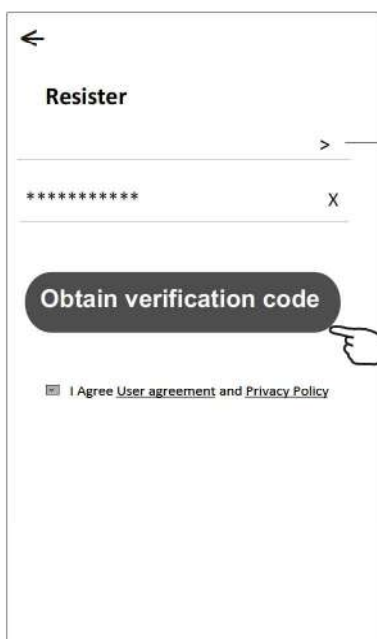 Resister
>
***********  X
Obtain verification code
I Agree User agreement and Privacy Policy